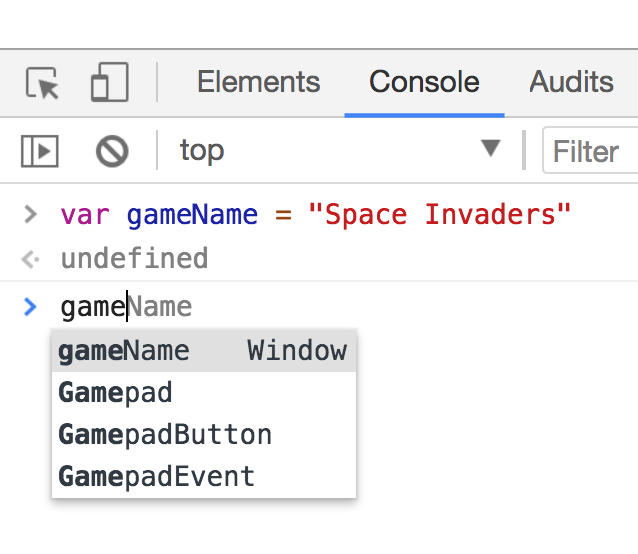 Elements Console Audits
top Filter
> var gameName = "Space Invaders"
undefined
> gameName
gameName Window
Gamepad
GamepadButton
GamepadEvent